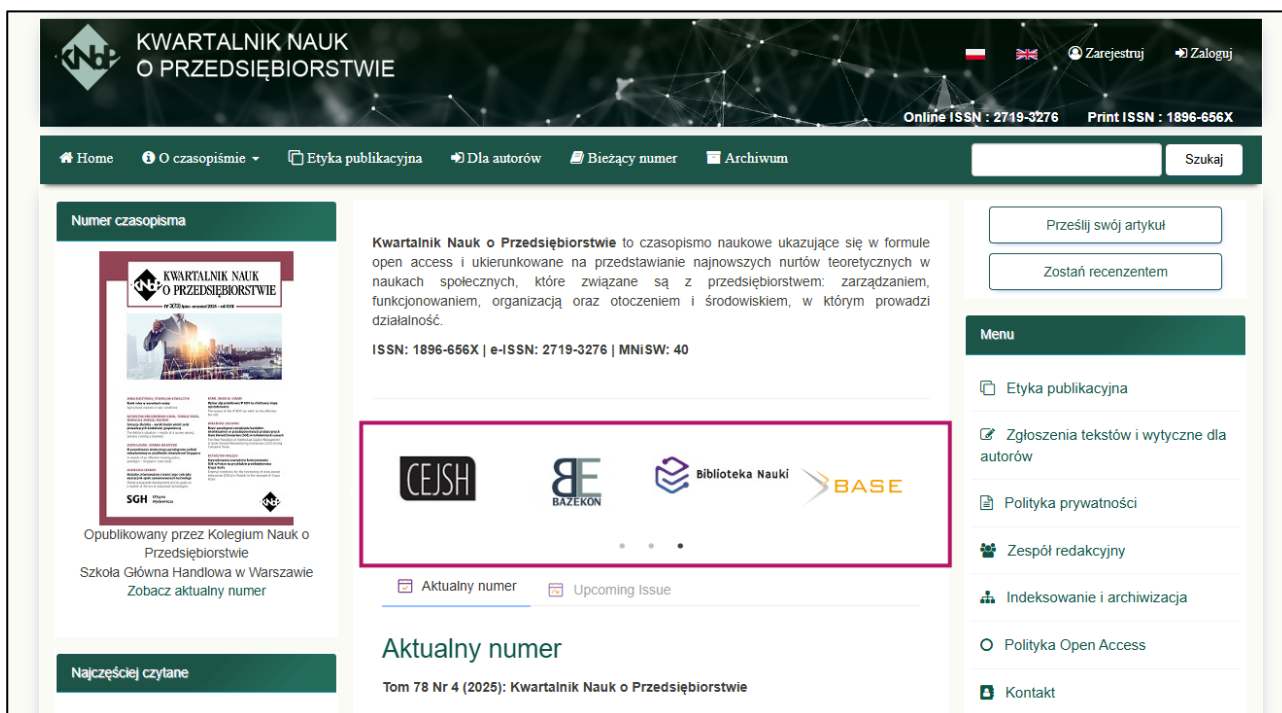 KNoP
KWARTALNIK NAUK
O PRZEDSIĘBIORSTWIE
Zarejestruj
Zaloguj
Online ISSN : 2719-3276 Print ISSN : 1896-656X
Home
O czasopiśmie
Etyka publikacyjna
Dla autorów
Bieżący numer
Archiwum
Szukaj
Numer czasopisma
KWARTALNIK NAUK
O PRZEDSIĘBIORSTWIE
SGH
Oficyna
Wydawnicza
Opublikowany przez Kolegium Nauk o
Przedsiębiorstwie
Szkoła Główna Handlowa w Warszawie
Zobacz aktualny numer
Najczęściej czytane
Kwartalnik Nauk o Przedsiębiorstwie to czasopismo naukowe ukazujące się w formule
open access i ukierunkowane na przedstawianie najnowszych nurtów teoretycznych w
naukach społecznych, które związane są z przedsiębiorstwem: zarządzaniem,
funkcjonowaniem, organizacją oraz otoczeniem i środowiskiem, w którym prowadzi
działalność.
ISSN: 1896-656X | e-ISSN: 2719-3276 | MNiSW: 40
CEJSH
BE
BAZEKON
Biblioteka Nauki
BASE
Aktualny numer
Upcoming Issue
Aktualny numer
Tom 78 Nr 4 (2025): Kwartalnik Nauk o Przedsiębiorstwie
Prześlij swój artykuł
Zostań recenzentem
Menu
Etyka publikacyjna
Zgłoszenia tekstów i wytyczne dla
autorów
Polityka prywatności
Zespół redakcyjny
Indeksowanie i archiwizacja
Polityka Open Access
Kontakt